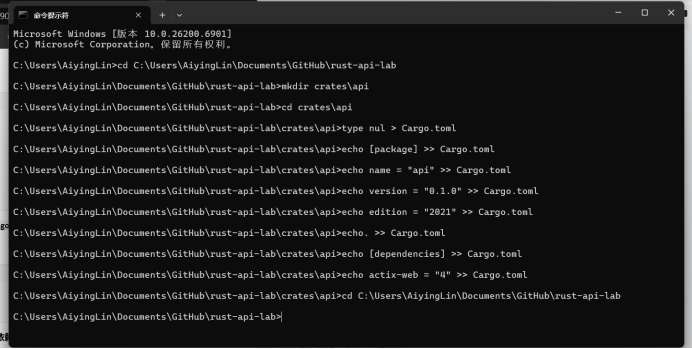 90
命令提示符
Microsoft Windows [版本 10.0.26200.6901]
(c) Microsoft Corporation。保留所有权利。
C:\Users\AiyingLin>cd C:\Users\AiyingLin\Documents\GitHub\rust-api-lab
C:\Users\AiyingLin\Documents\GitHub\rust-api-lab>mkdir crates\api
C:\Users\AiyingLin\Documents\GitHub\rust-api-lab>cd crates\api
C:\Users\AiyingLin\Documents\GitHub\rust-api-lab\crates\api>type nul > Cargo.toml
C:\Users\AiyingLin\Documents\GitHub\rust-api-lab\crates\api>echo [package] >> Cargo.toml
C:\Users\AiyingLin\Documents\GitHub\rust-api-lab\crates\api>echo name = "api" >> Cargo.toml
C:\Users\AiyingLin\Documents\GitHub\rust-api-lab\crates\api>echo version = "0.1.0" >> Cargo.toml
C:\Users\AiyingLin\Documents\GitHub\rust-api-lab\crates\api>echo edition = "2021" >> Cargo.toml
go
C:\Users\AiyingLin\Documents\GitHub\rust-api-lab\crates\api>echo. >> Cargo.toml
C:\Users\AiyingLin\Documents\GitHub\rust-api-lab\crates\api>echo [dependencies] >> Cargo.toml
C:\Users\AiyingLin\Documents\GitHub\rust-api-lab\crates\api>echo actix-web = "4" >> Cargo.toml
C:\Users\AiyingLin\Documents\GitHub\rust-api-lab\crates\api>cd C:\Users\AiyingLin\Documents\GitHub\rust-api-lab
C:\Users\AiyingLin\Documents\GitHub\rust-api-lab>